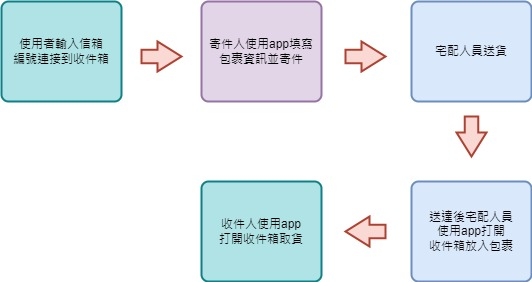 使用者輸入信箱
編號連接到收件箱
寄件人使用app填寫
包裹資訊並寄件
宅配人員送貨
送達後宅配人員
使用app打開
收件箱放入包裹
收件人使用app
打開收件箱取貨